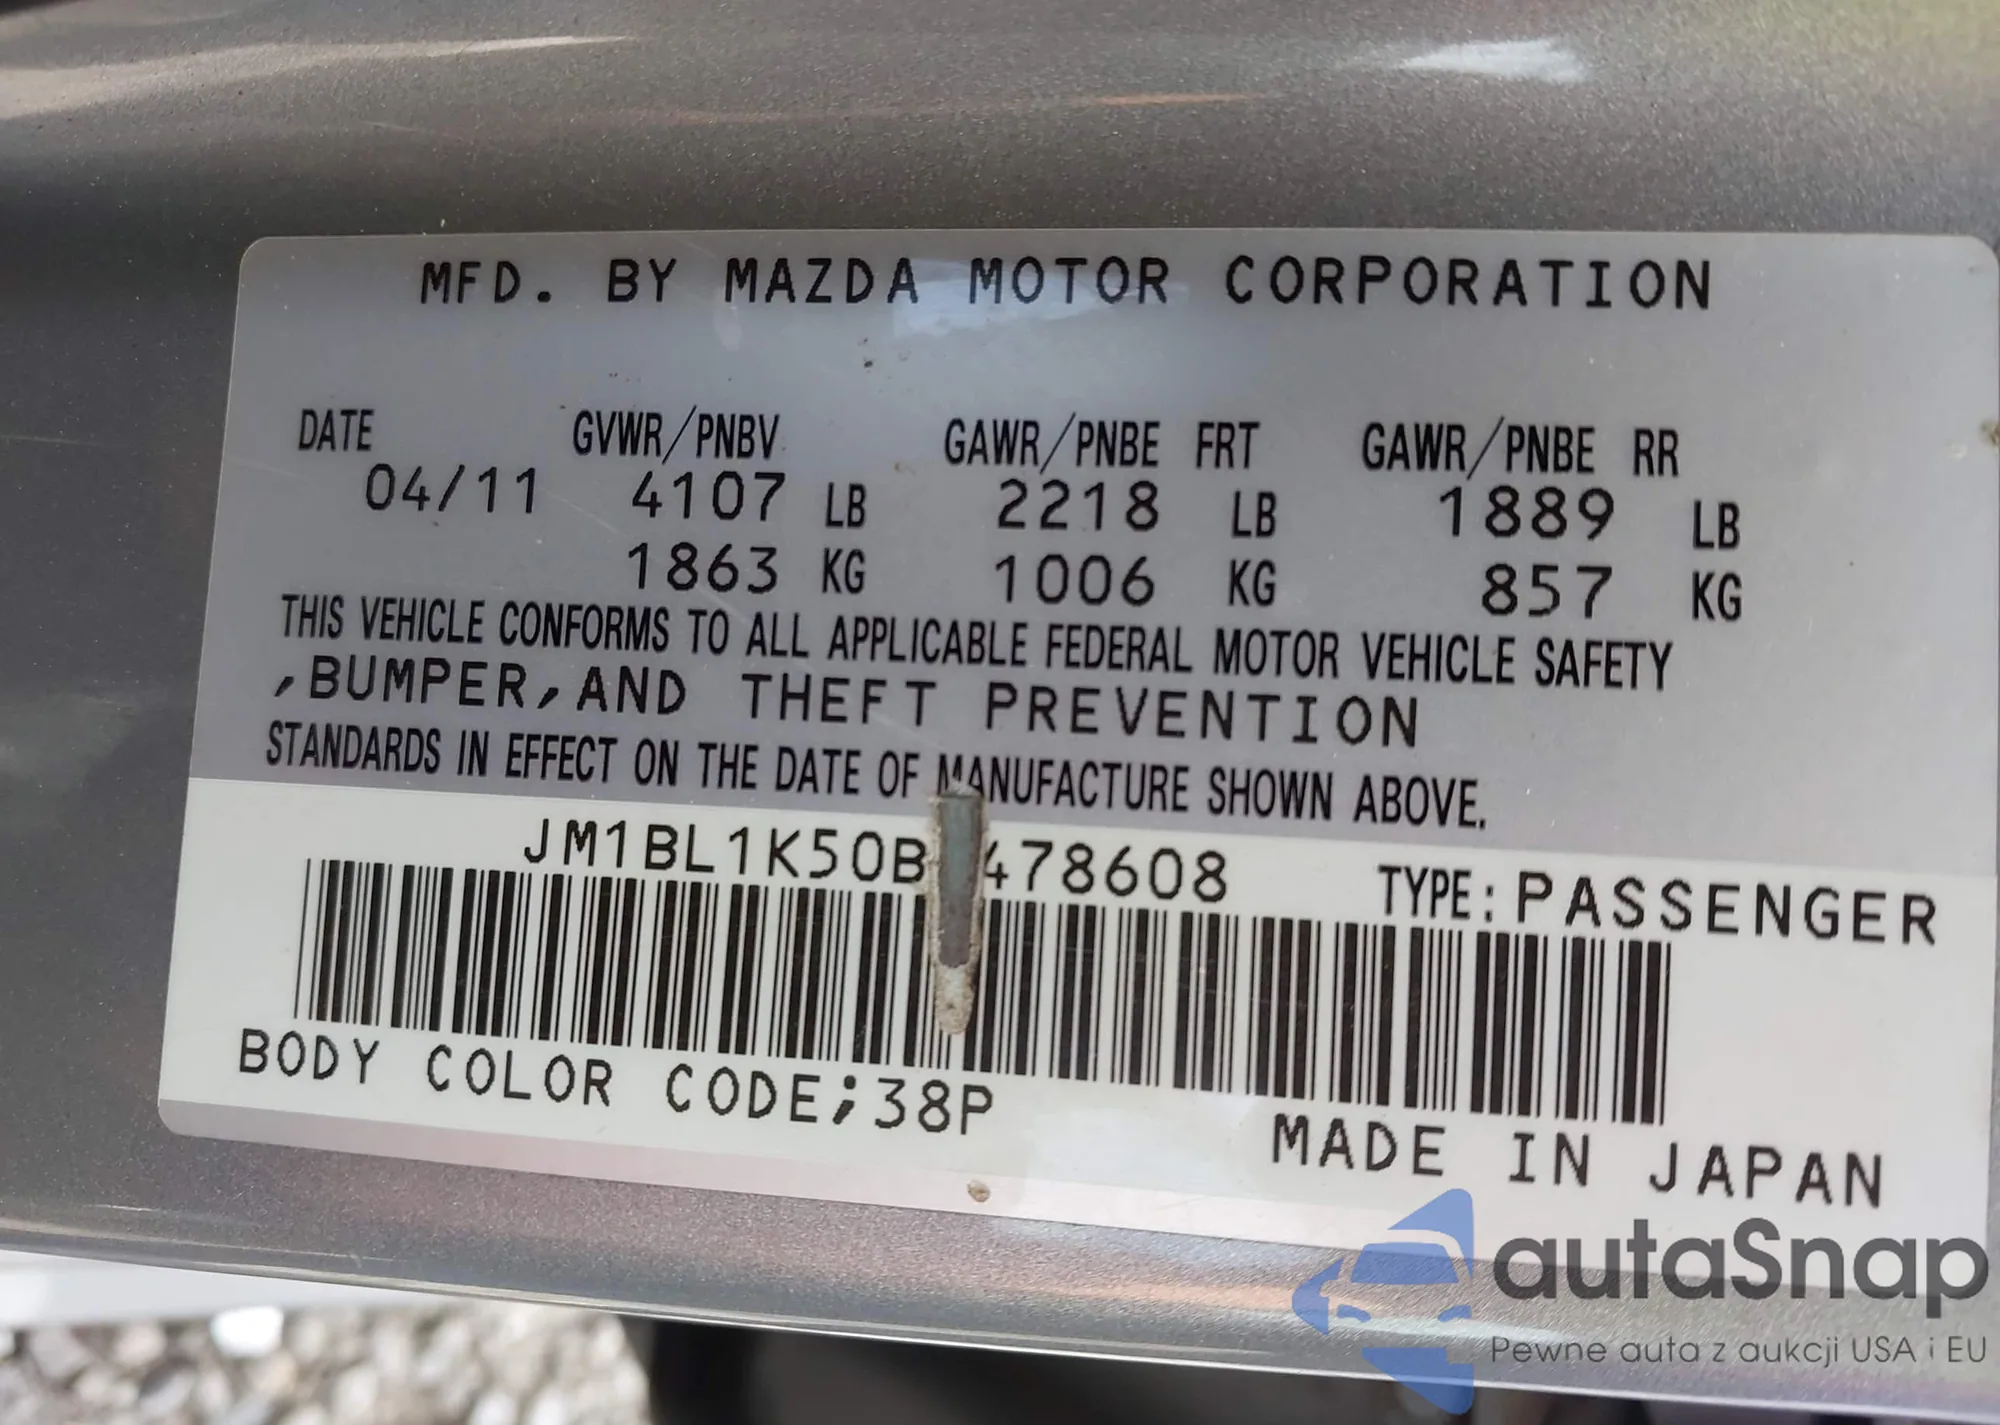 MFD. BY MAZDA MOTOR CORPORATION
DATE GVWR/PNBV GAWR/PNBE FRT GAWR/PNBE RR
04/11 4107 LB 2218 LB 1889 LB
1863 KG 1006 KG 857 KG
THIS VEHICLE CONFORMS TO ALL APPLICABLE FEDERAL MOTOR VEHICLE SAFETY
,BUMPER,AND THEFT PREVENTION
STANDARDS IN EFFECT ON THE DATE OF MANUFACTURE SHOWN ABOVE.
JM1BL1K50B 478608 TYPE: PASSENGER
BODY COLOR CODE;38P
MADE IN JAPAN
autaSnap
Pewne auta z aukcji USA i EU